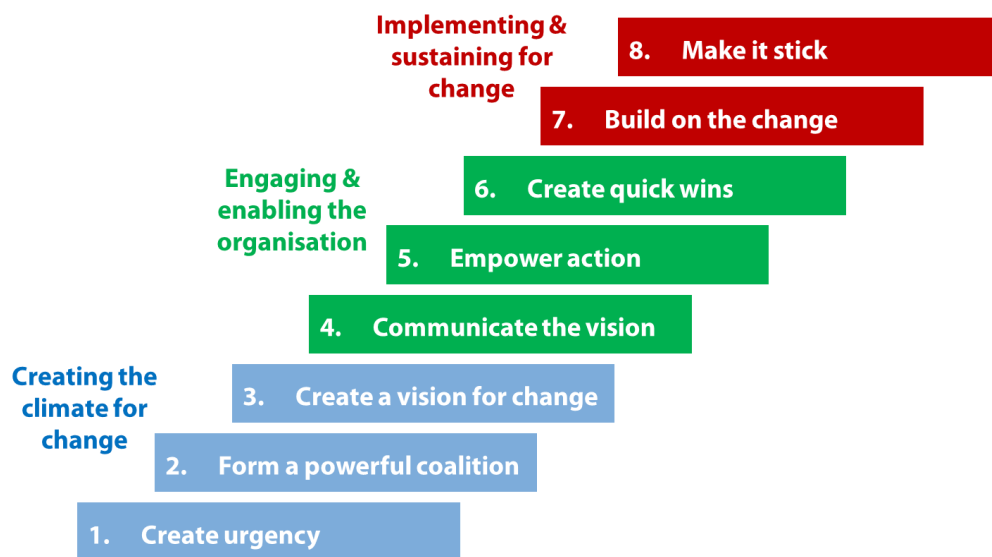 Implementing &
sustaining for
change
8. Make it stick
7. Build on the change
Engaging &
enabling the
organisation
6. Create quick wins
5. Empower action
4. Communicate the vision
Creating the
climate for
change
3. Create a vision for change
2. Form a powerful coalition
1. Create urgency